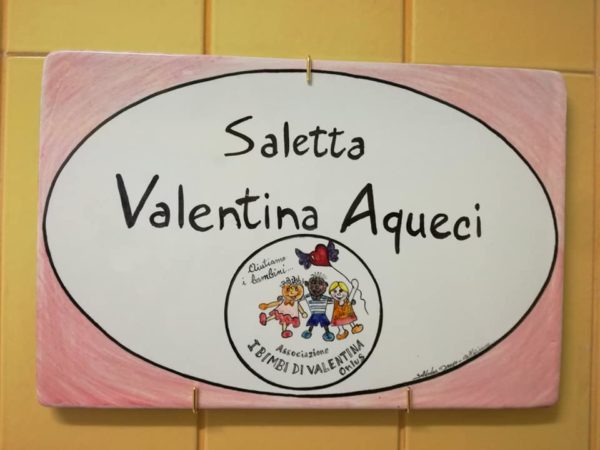 Saletta
Valentina Aqueci
Aiutiamo
i bambini...
Associazione
I BIMBI DI VALENTINA
Onlus